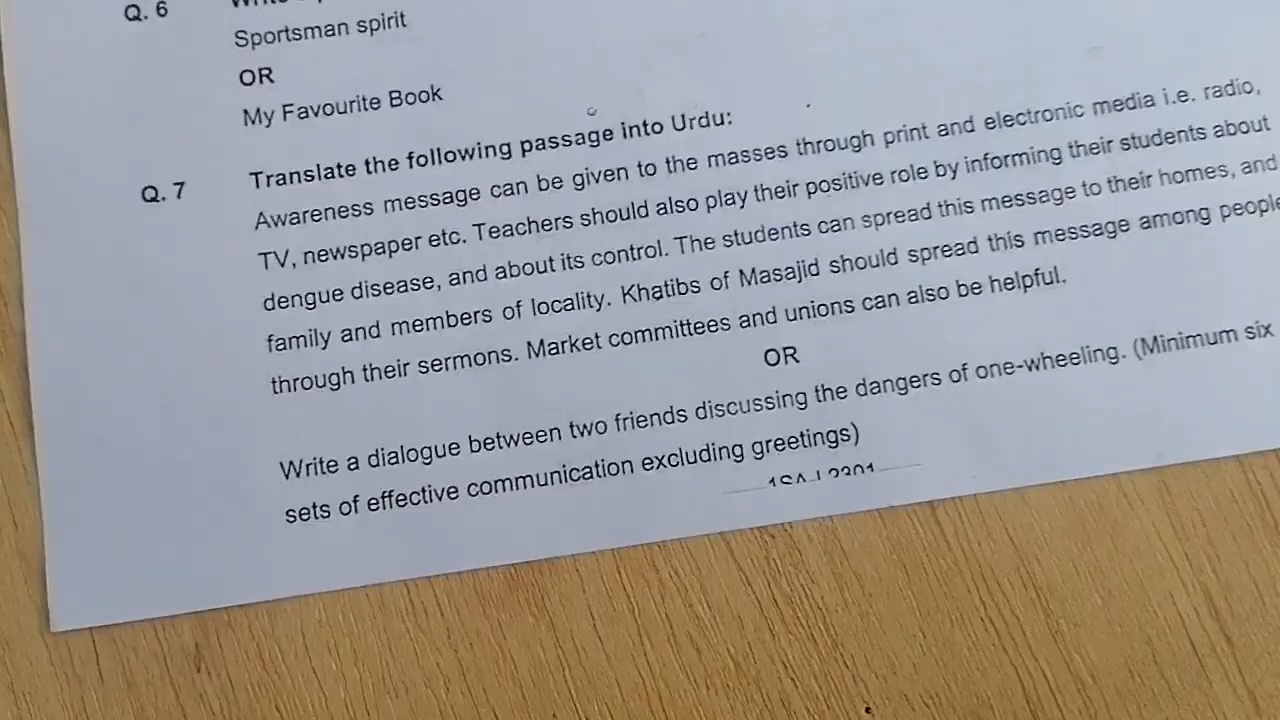 Q. 6
Sportsman spirit
OR
My Favourite Book
Q. 7 Translate the following passage into Urdu:
Awareness message can be given to the masses through print and electronic media i.e. radio,
TV, newspaper etc. Teachers should also play their positive role by informing their students about
dengue disease, and about its control. The students can spread this message to their homes, and
family and members of locality. Khatibs of Masajid should spread this message among people
through their sermons. Market committees and unions can also be helpful.
OR
Write a dialogue between two friends discussing the dangers of one-wheeling. (Minimum six
sets of effective communication excluding greetings)